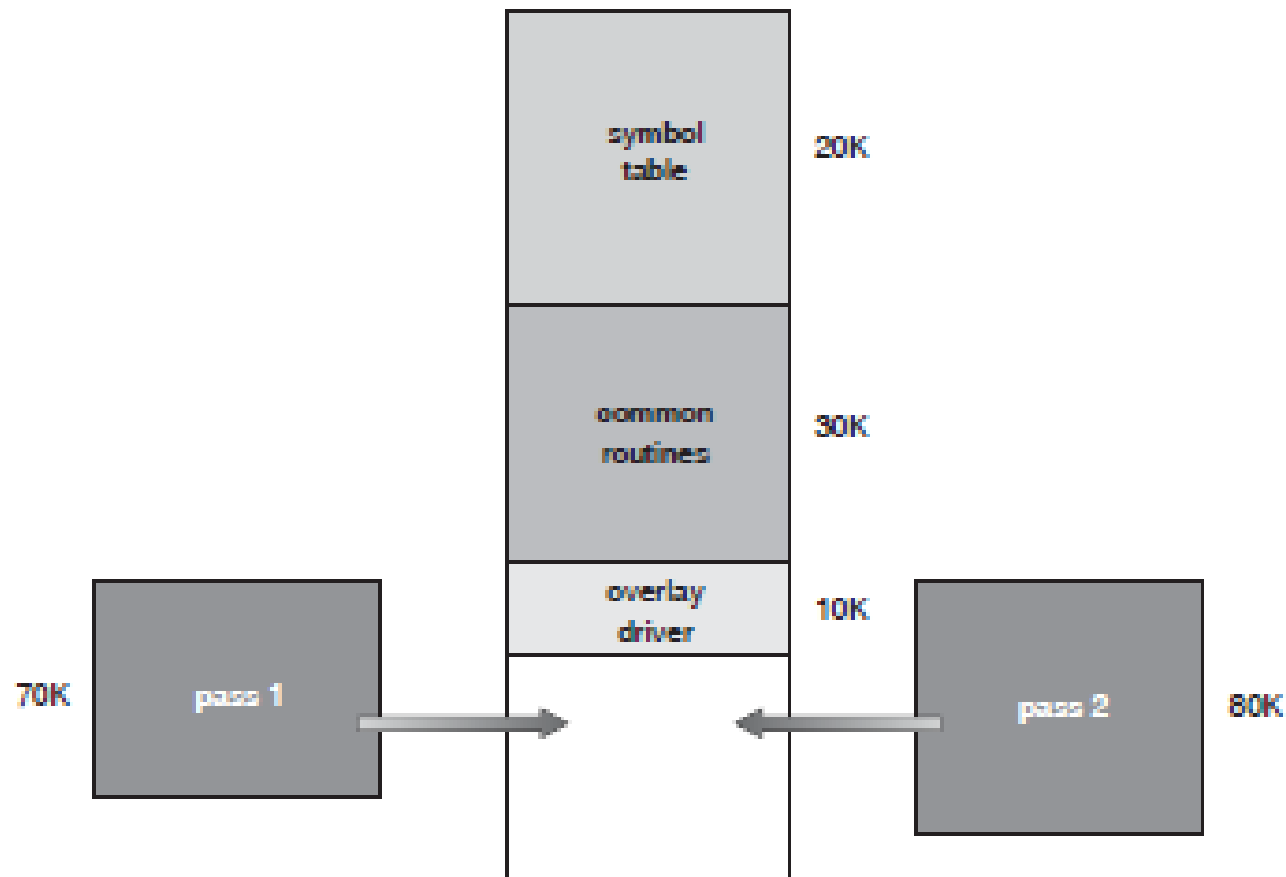 symbol
table
20K
common
routines
30K
overlay
driver
10K
70K
pass 1
pass 2
80K